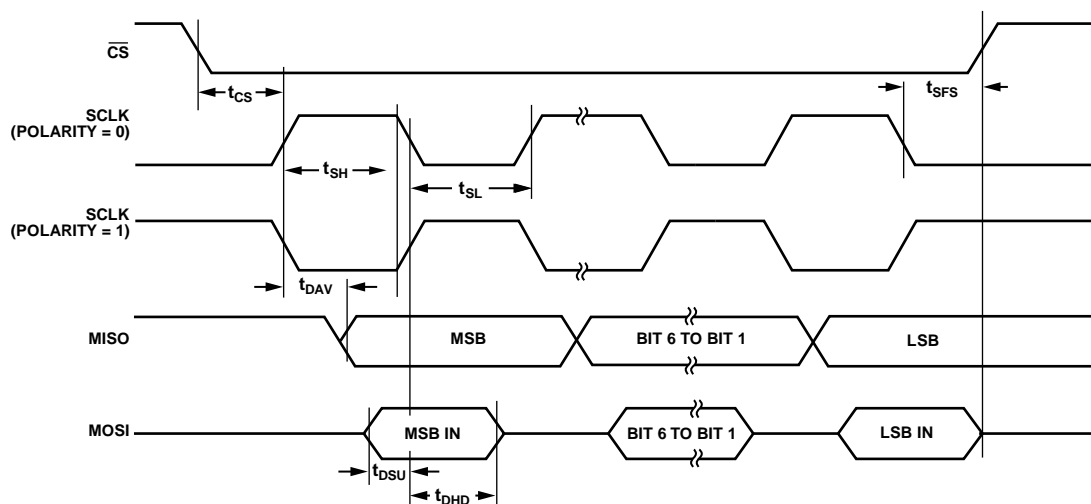 CS
tCS
tSFS
SCLK
(POLARITY = 0)
tSH
tSL
SCLK
(POLARITY = 1)
tDAV
MISO
MSB
BIT 6 TO BIT 1
LSB
MOSI
MSB IN
BIT 6 TO BIT 1
LSB IN
tDSU
tDHD